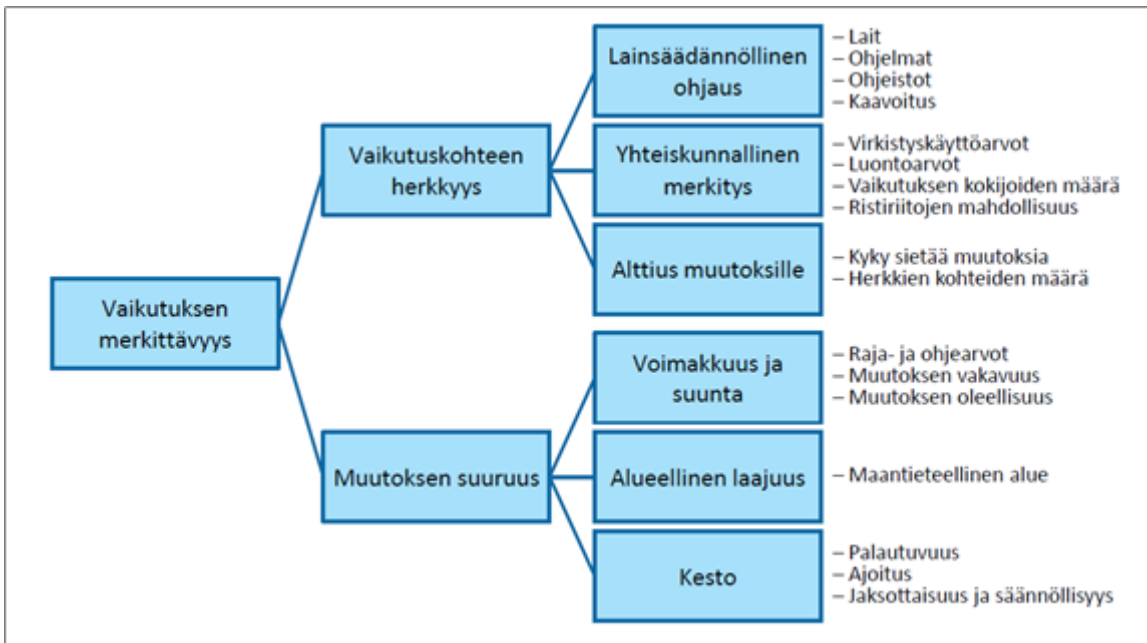 Lainsäädännöllinen
ohjaus
– Lait
– Ohjelmat
– Ohjeistot
– Kaavoitus
Vaikutuskohteen
herkkyys
Yhteiskunnallinen
merkitys
– Virkistyskäyttöarvot
– Luontoarvot
– Vaikutuksen kokijoiden määrä
– Ristiriitojen mahdollisuus
Alttius muutoksille
– Kyky sietää muutoksia
– Herkkien kohteiden määrä
Vaikutuksen
merkittävyys
Voimakkuus ja
suunta
– Raja- ja ohjearvot
– Muutoksen vakavuus
– Muutoksen oleellisuus
Muutoksen suuruus
Alueellinen laajuus
– Maantieteellinen alue
Kesto
– Palautuvuus
– Ajoitus
– Jaksottaisuus ja säännöllisyys